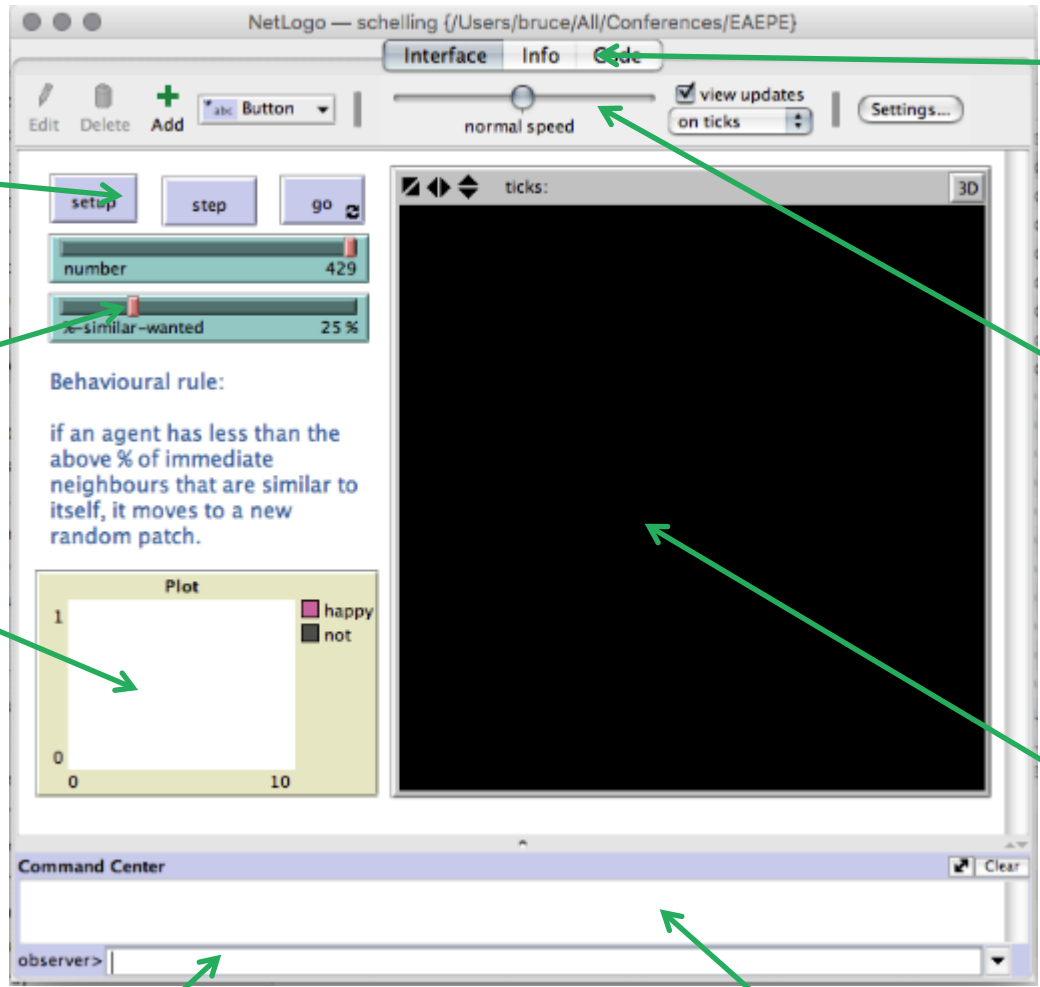 NetLogo — schelling {/Users/bruce/All/Conferences/EAEPE}
Interface Info Code
Edit Delete Add abc Button normal speed view updates on ticks Settings...
setup step go
ticks: 3D
number 429
%-similar-wanted 25 %
Behavioural rule:
if an agent has less than the
above % of immediate
neighbours that are similar to
itself, it moves to a new
random patch.
Plot
1
happy
not
0
0 10
Command Center Clear
observer>